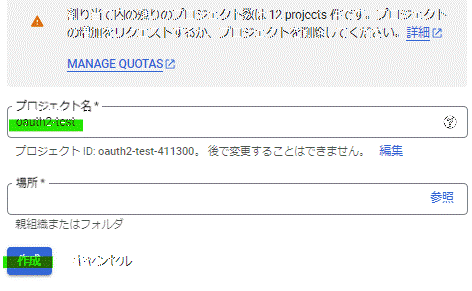 割り当て内の残りのプロジェクト数は 12 projects 件です。プロジェクト
の増加をリクエストするか、プロジェクトを削除してください。詳細
MANAGE QUOTAS
プロジェクト名 *
oauth2-test
プロジェクト ID: oauth2-test-411300。 後で変更することはできません。 編集
場所 *
参照
親組織またはフォルダ
作成 キャンセル